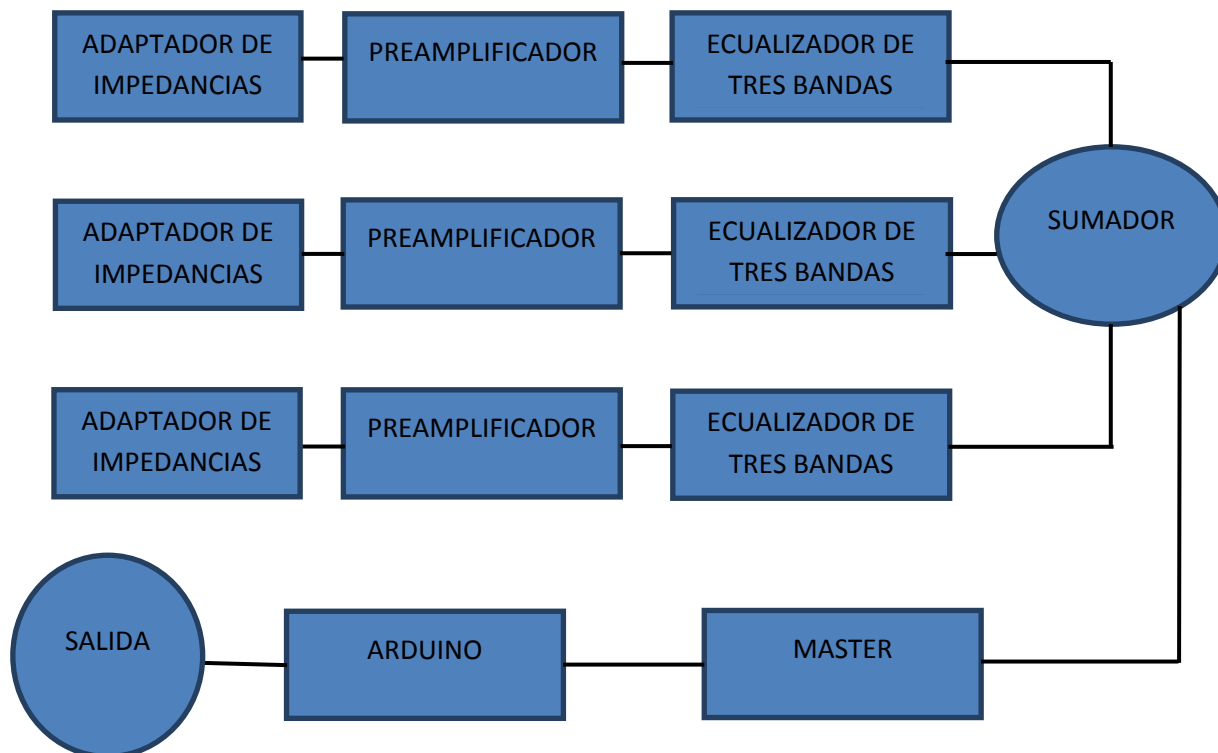 ADAPTADOR DE
IMPEDANCIAS
PREAMPLIFICADOR
ECUALIZADOR DE
TRES BANDAS
ADAPTADOR DE
IMPEDANCIAS
PREAMPLIFICADOR
ECUALIZADOR DE
TRES BANDAS
SUMADOR
ADAPTADOR DE
IMPEDANCIAS
PREAMPLIFICADOR
ECUALIZADOR DE
TRES BANDAS
SALIDA
ARDUINO
MASTER